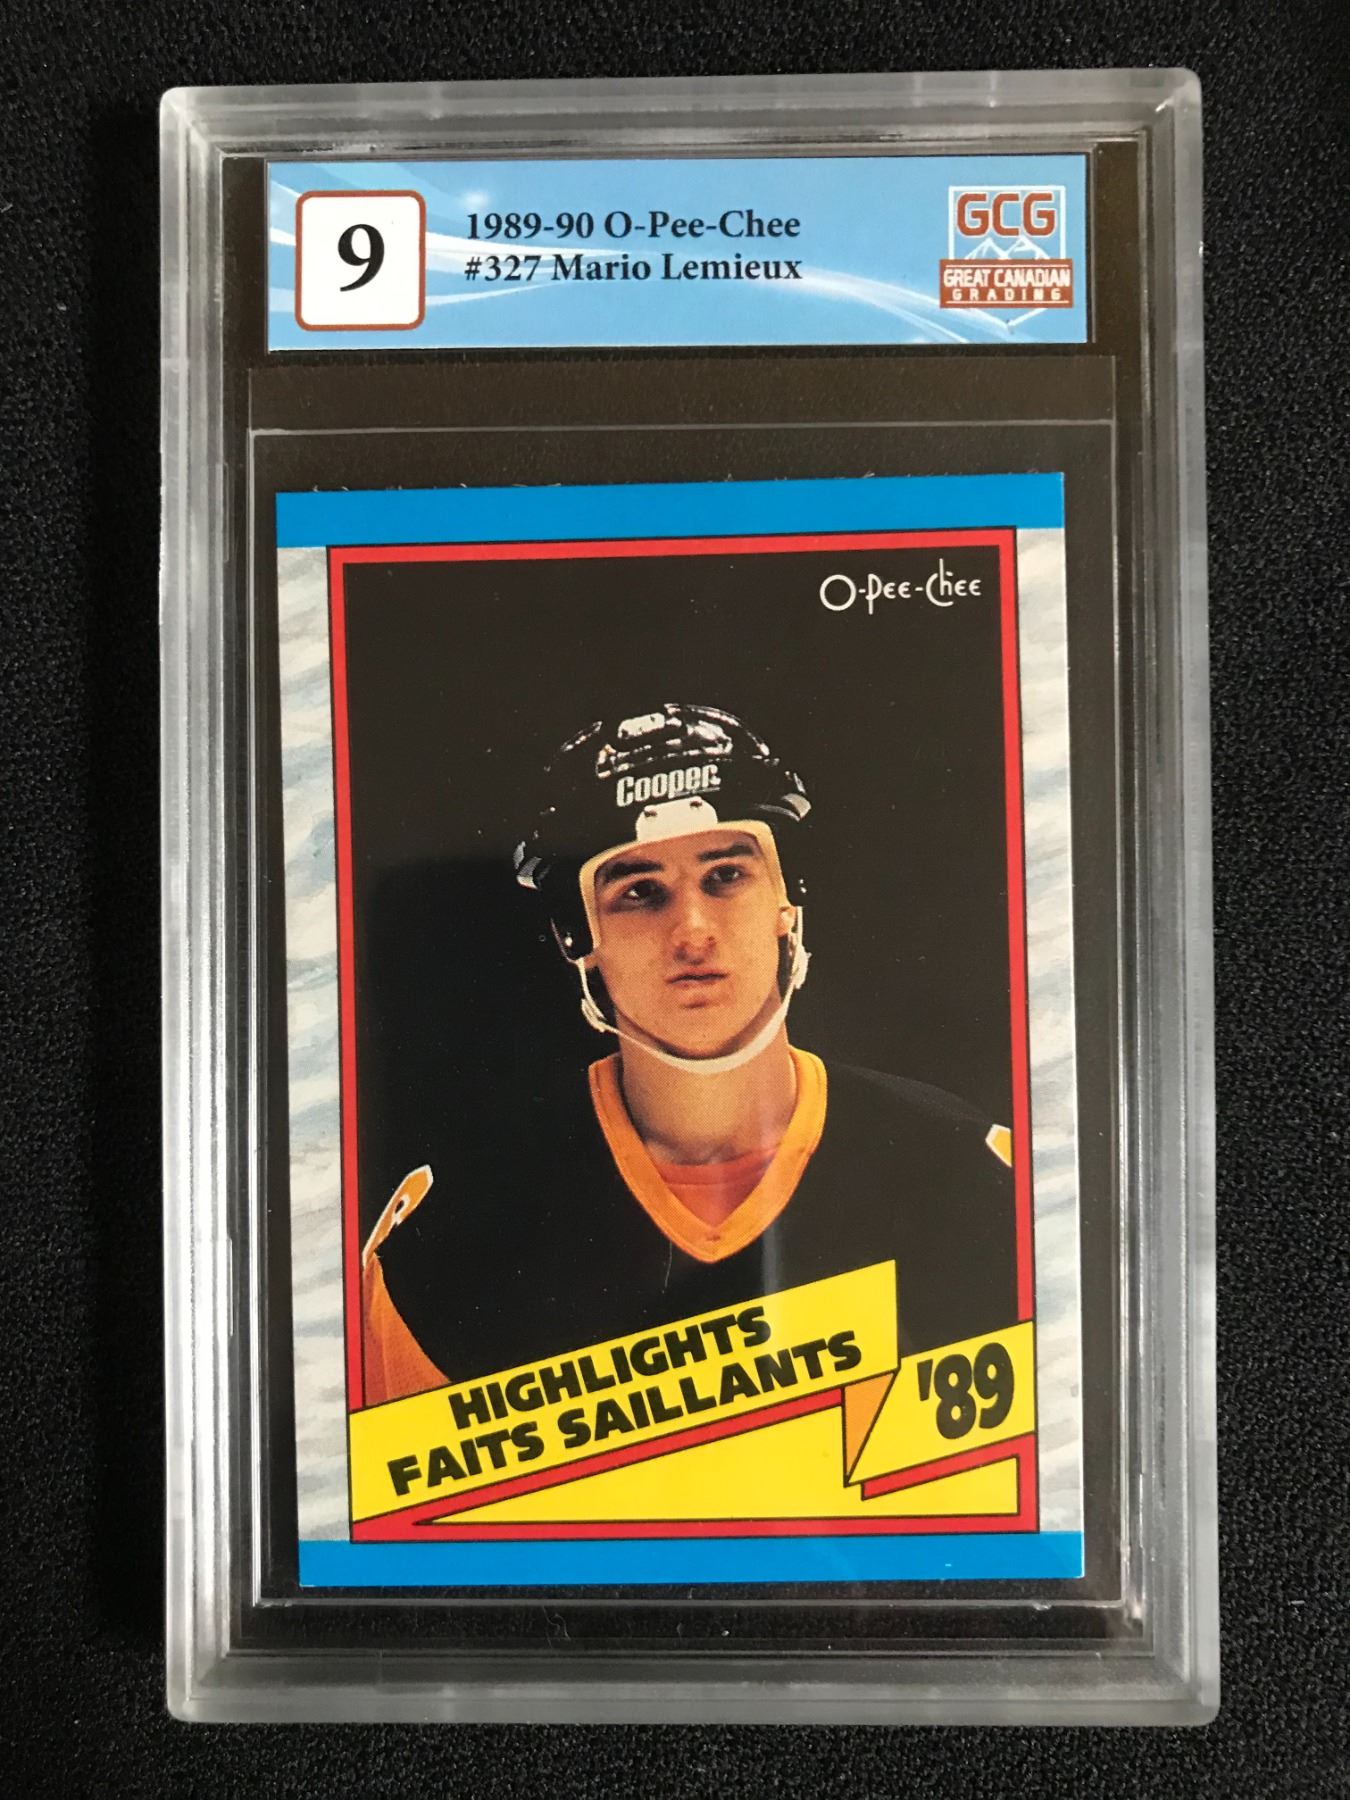 9
1989-90 O-Pee-Chee
#327 Mario Lemieux
GCG
GREAT CANADIAN
GRADING
O-Pee-Chee
Cooper
HIGHLIGHTS
FAITS SAILLANTS
'89